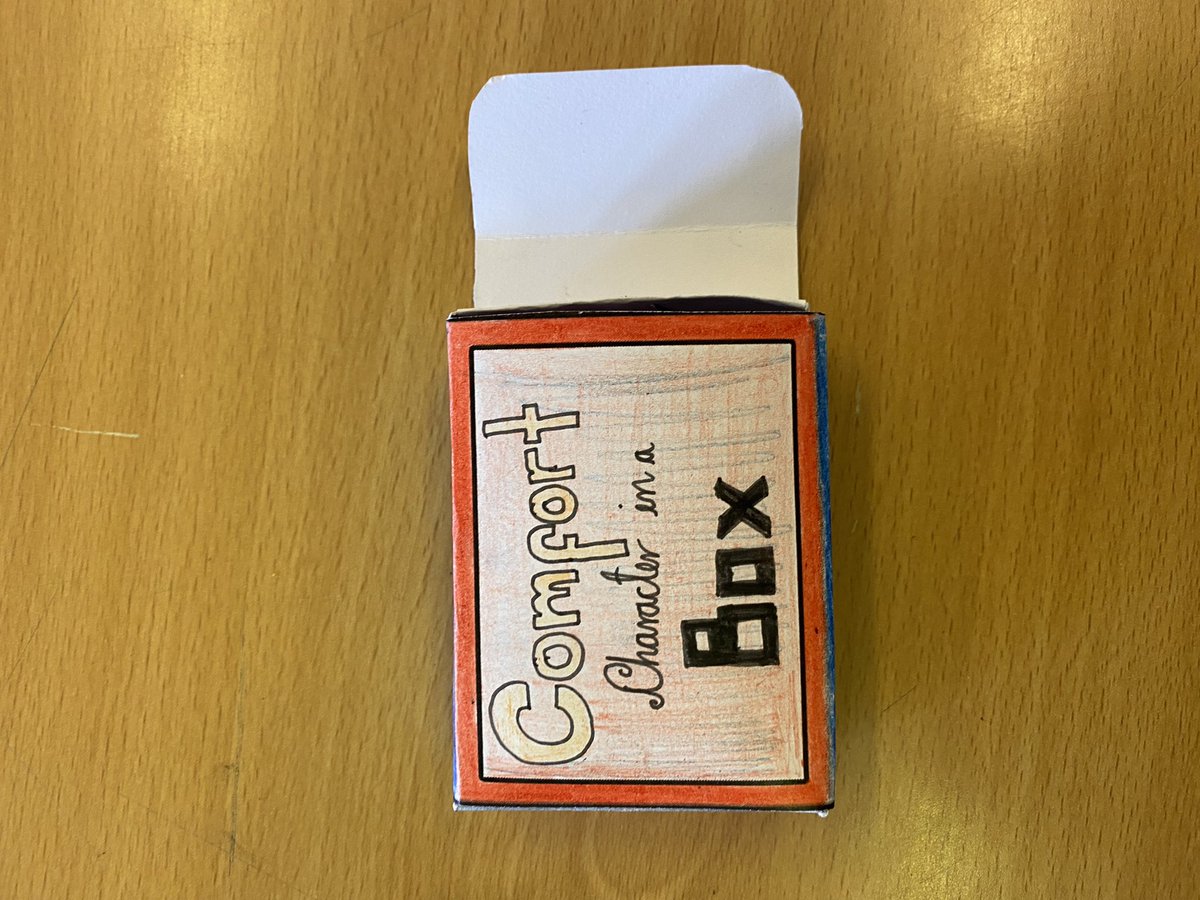 Comfort
Character in a
Box